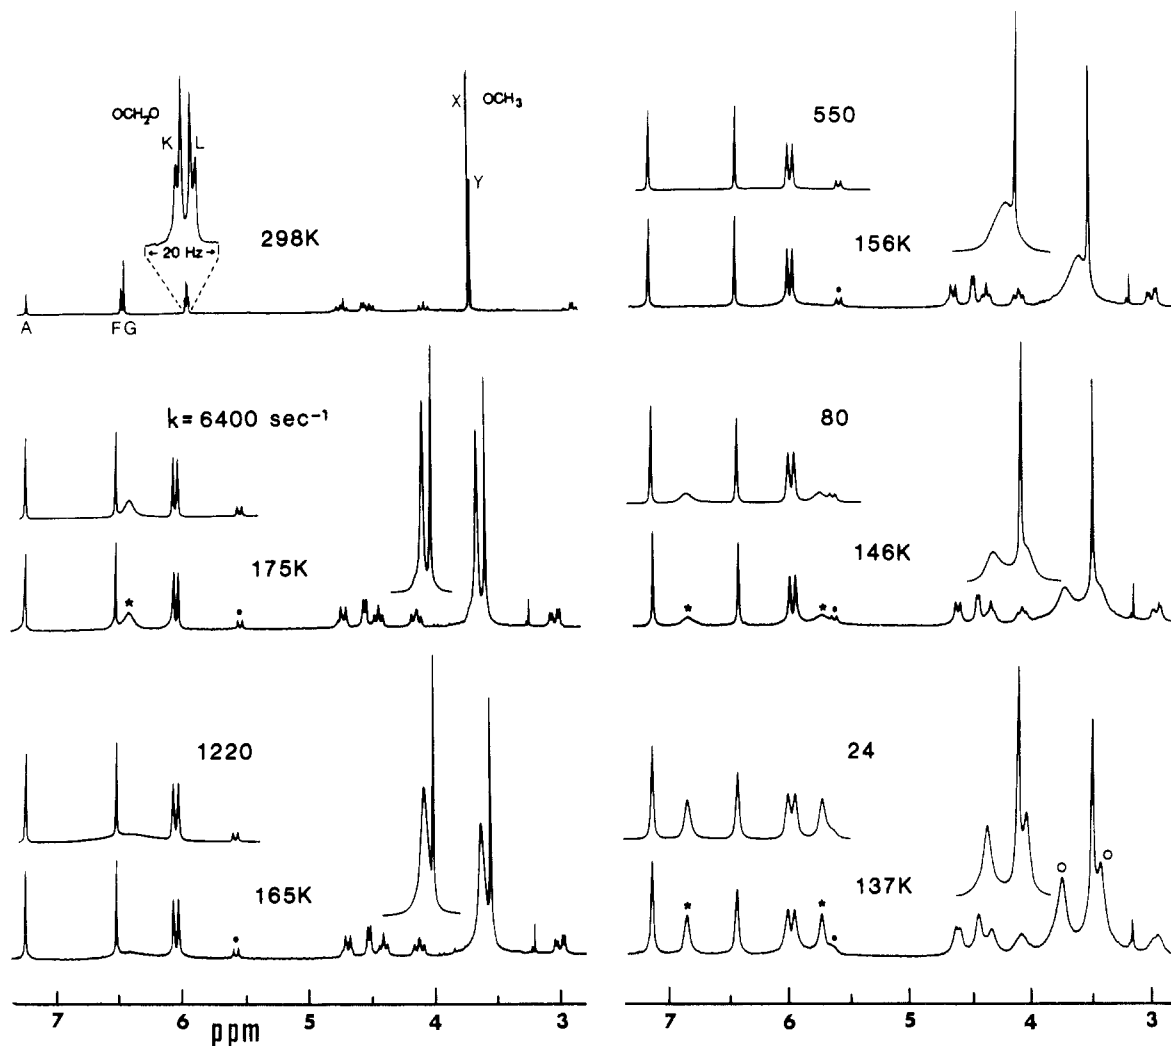 OCH₂O
K L
← 20 Hz →
298K
X OCH₃
Y
A FG
k = 6400 sec⁻¹
★ 175K •
1220
165K
•
7 6 5 4 3
ppm
550
156K
•
80
146K
★ ★ •
24
137K
★ ★ • ○ ○
7 6 5 4 3